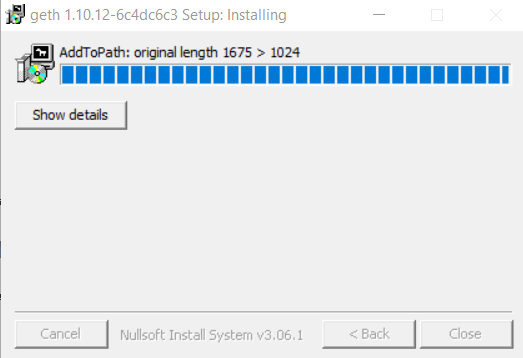 geth 1.10.12-6c4dc6c3 Setup: Installing
AddToPath: original length 1675 > 1024
Show details
Cancel
Nullsoft Install System v3.06.1
< Back
Close